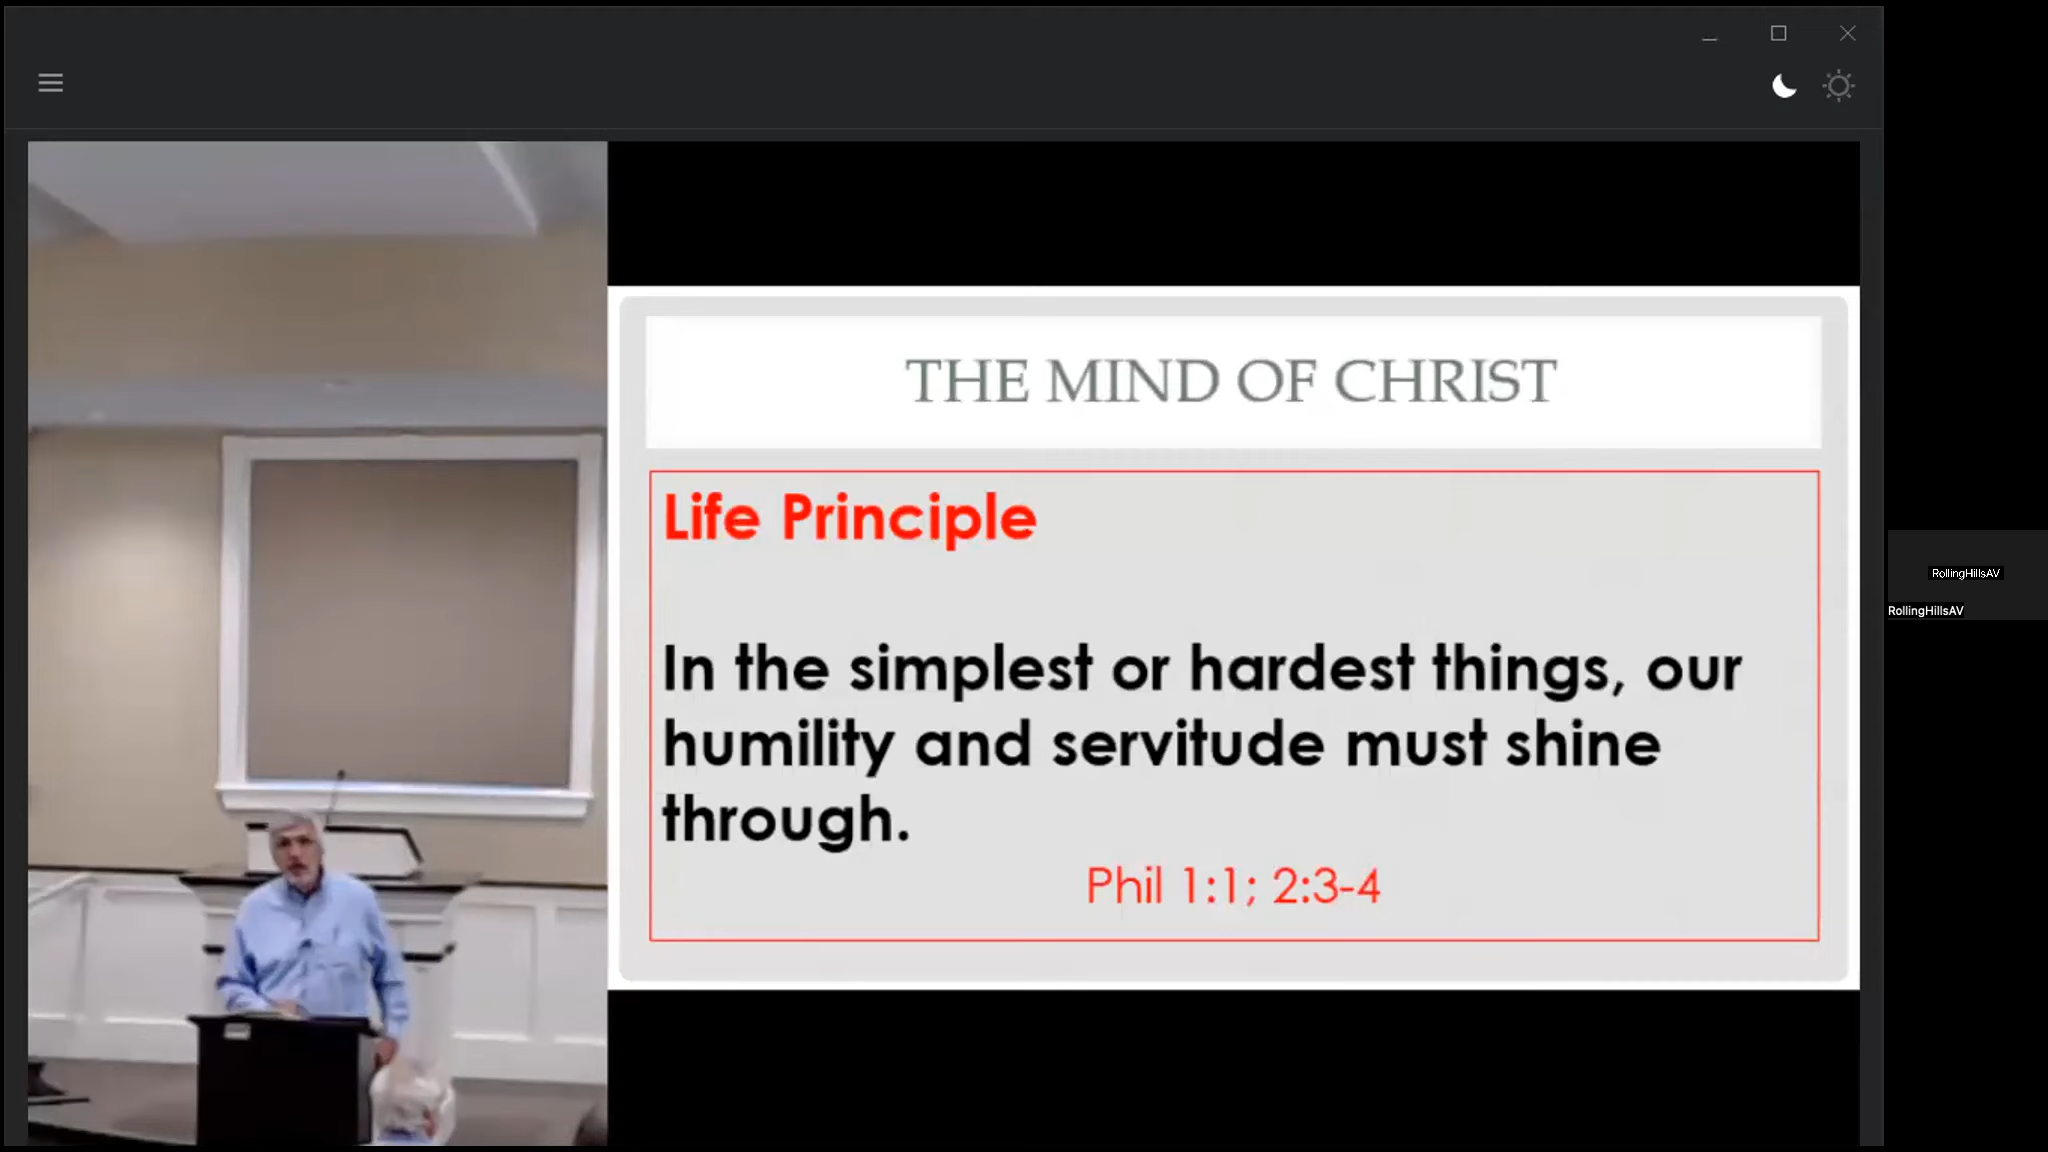 THE MIND OF CHRIST
Life Principle
In the simplest or hardest things, our
humility and servitude must shine
through.
Phil 1:1; 2:3-4
RollingHillsAV
RollingHillsAV